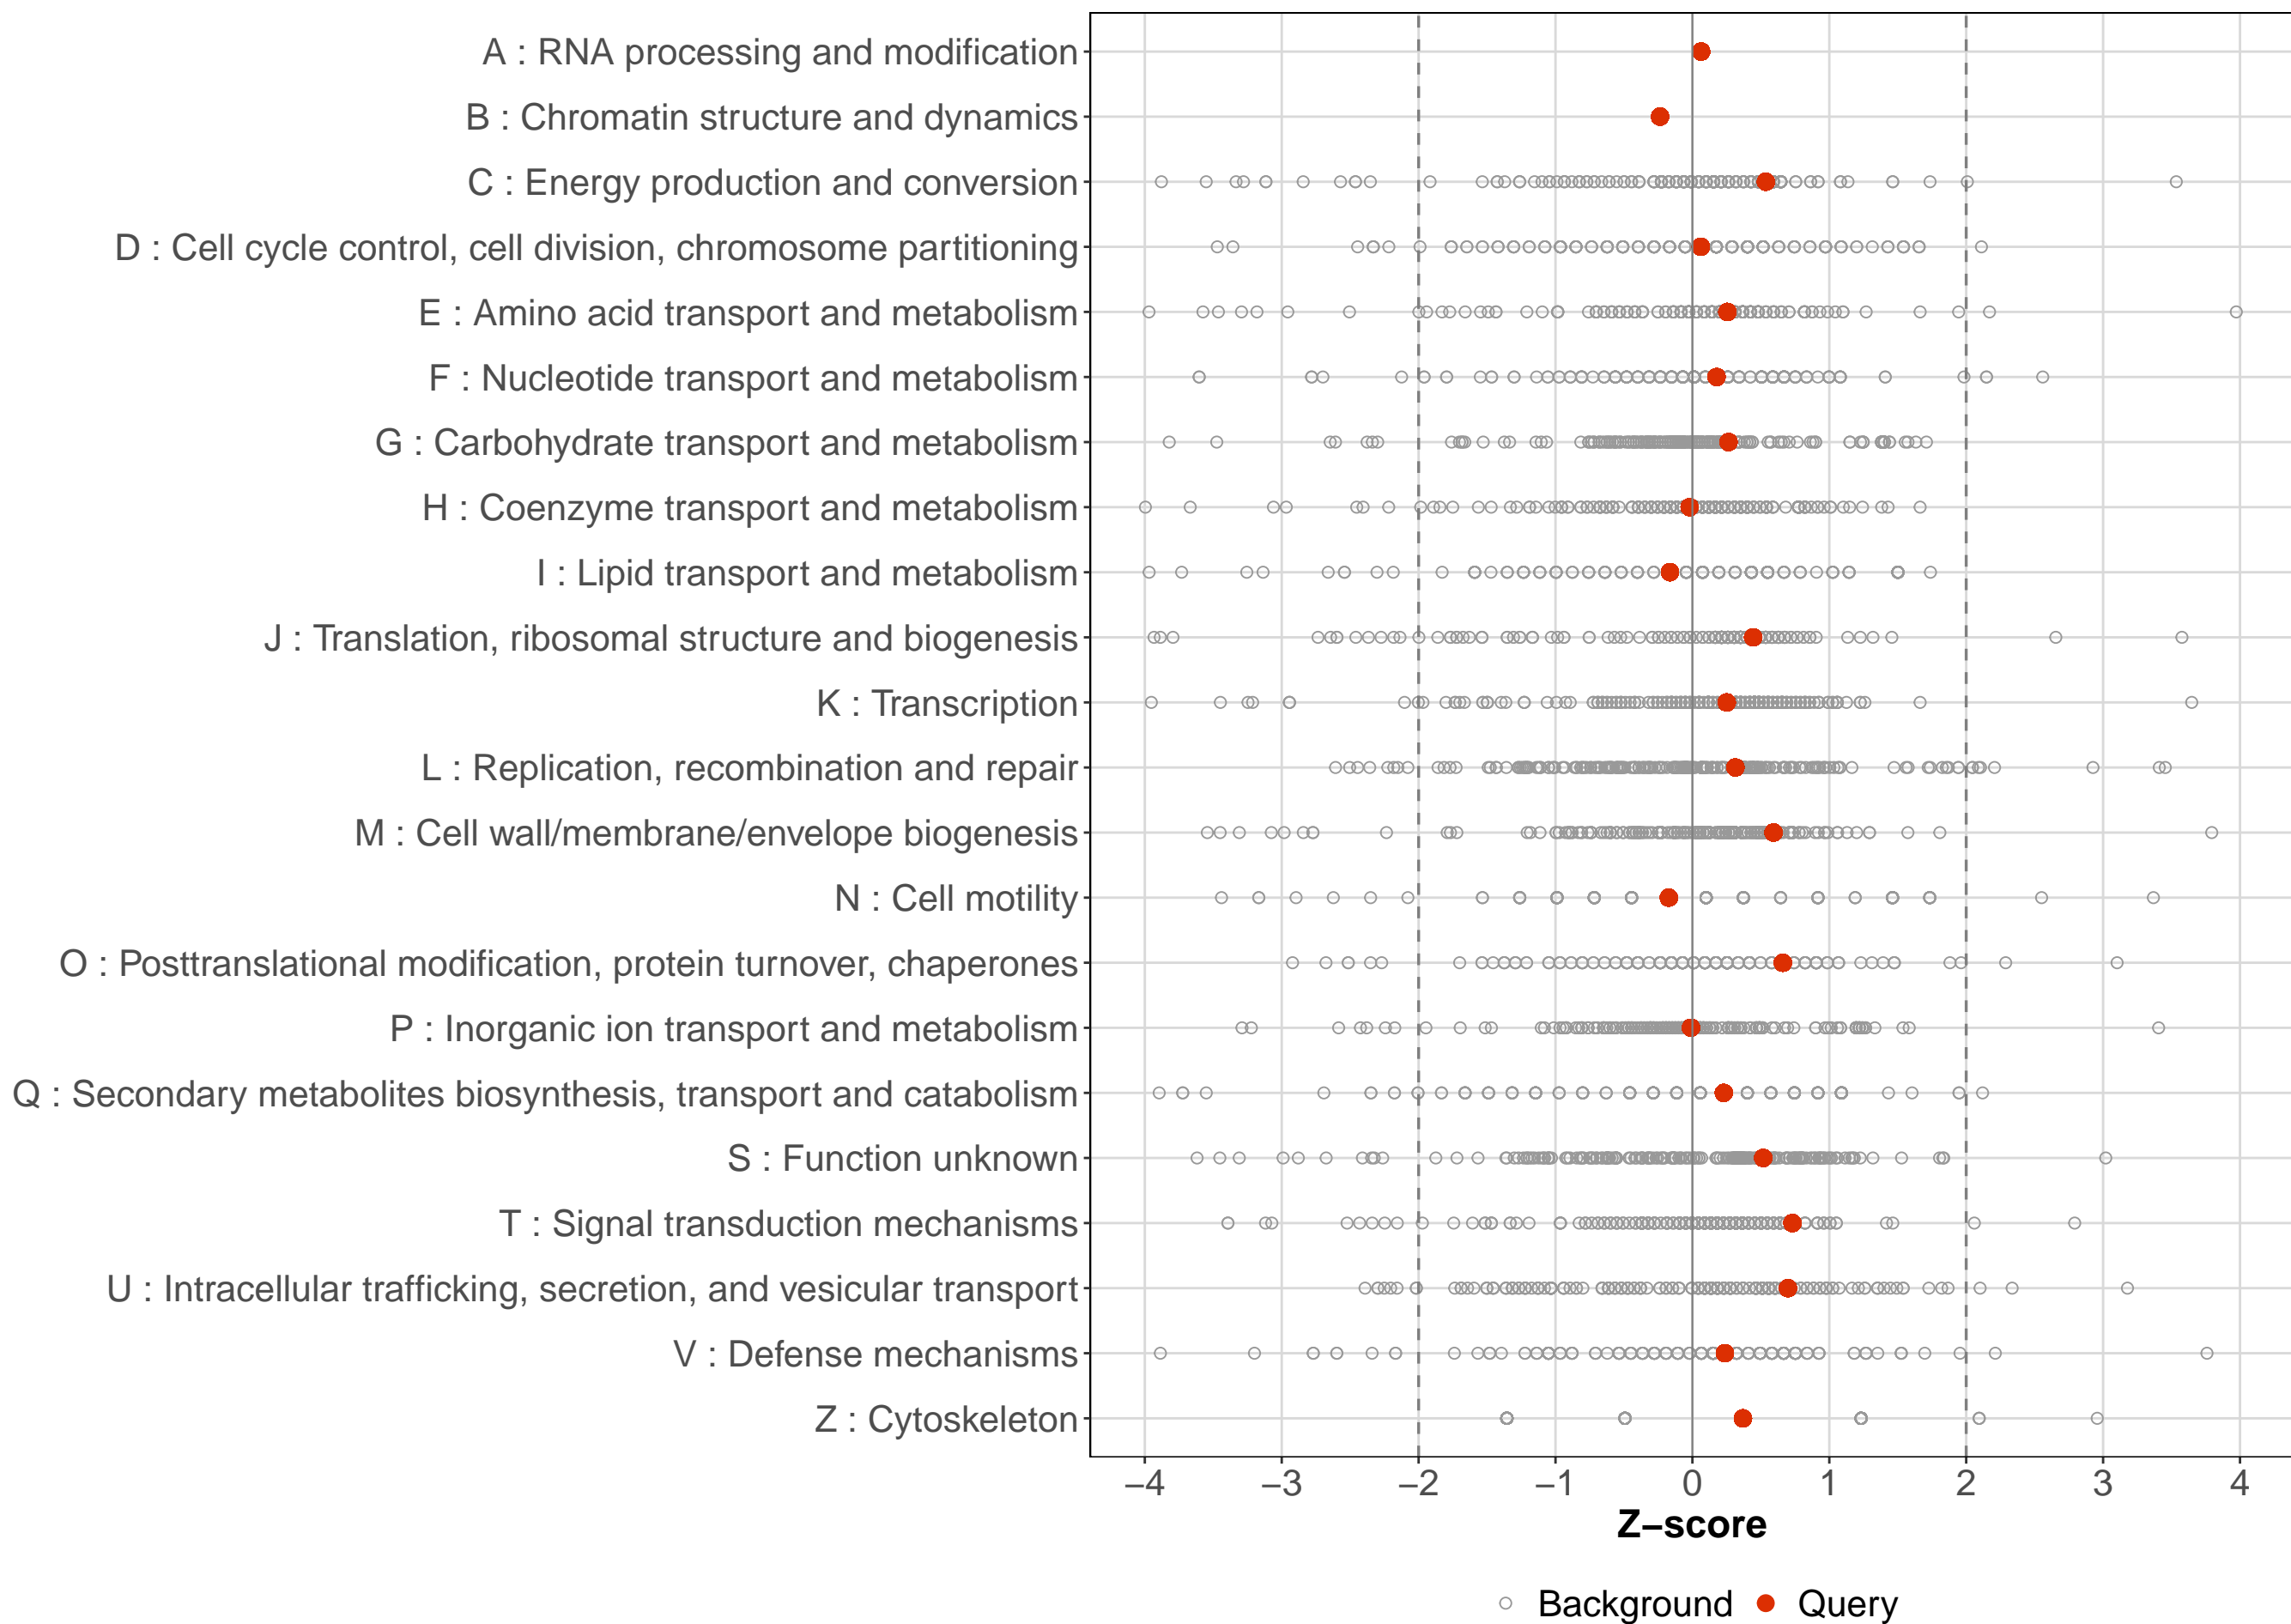 A : RNA processing and modification
B : Chromatin structure and dynamics
C : Energy production and conversion
D : Cell cycle control, cell division, chromosome partitioning
E : Amino acid transport and metabolism
F : Nucleotide transport and metabolism
G : Carbohydrate transport and metabolism
H : Coenzyme transport and metabolism
I : Lipid transport and metabolism
J : Translation, ribosomal structure and biogenesis
K : Transcription
L : Replication, recombination and repair
M : Cell wall/membrane/envelope biogenesis
N : Cell motility
O : Posttranslational modification, protein turnover, chaperones
P : Inorganic ion transport and metabolism
Q : Secondary metabolites biosynthesis, transport and catabolism
S : Function unknown
T : Signal transduction mechanisms
U : Intracellular trafficking, secretion, and vesicular transport
V : Defense mechanisms
Z : Cytoskeleton
−4 −3 −2 −1 0 1 2 3 4
Z−score
Background Query